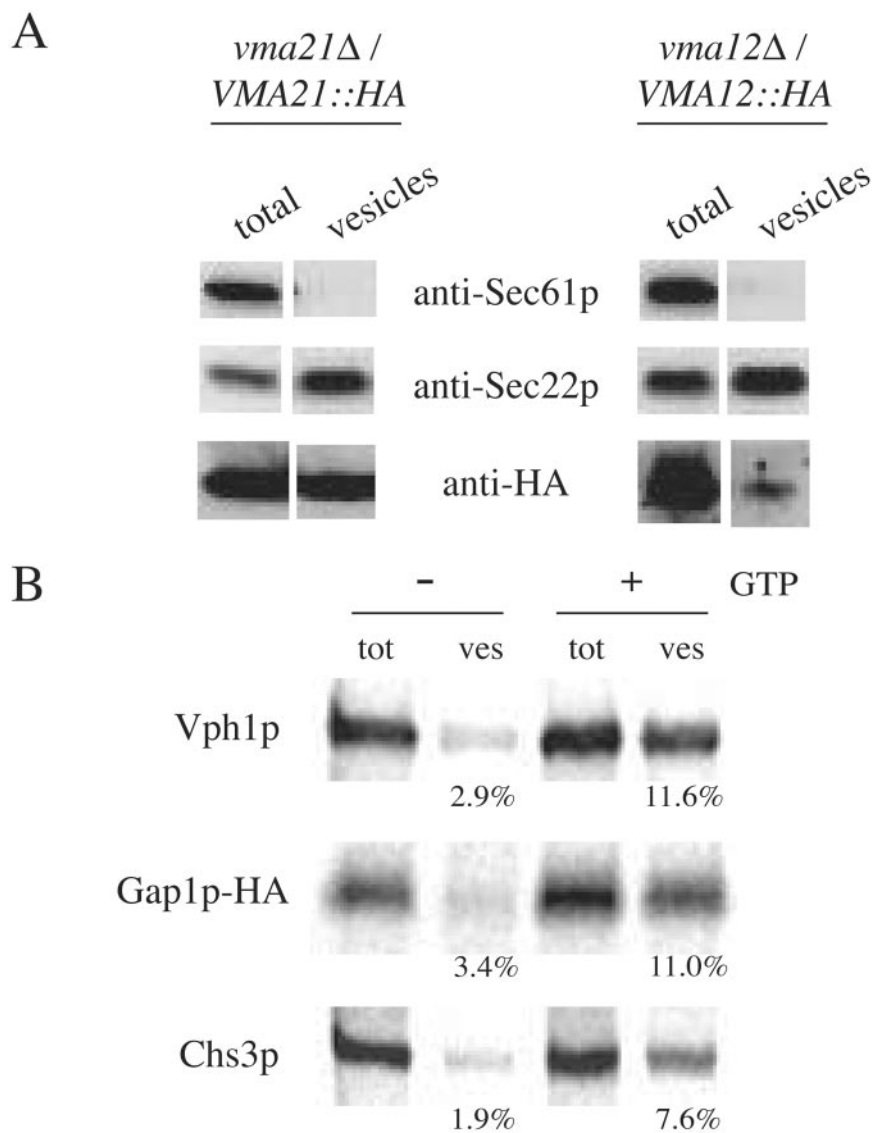 A
vma21Δ / vma12Δ /
VMA21::HA VMA12::HA
total vesicles total vesicles
anti-Sec61p
anti-Sec22p
anti-HA
B
- + GTP
tot ves tot ves
Vph1p
2.9% 11.6%
Gap1p-HA
3.4% 11.0%
Chs3p
1.9% 7.6%